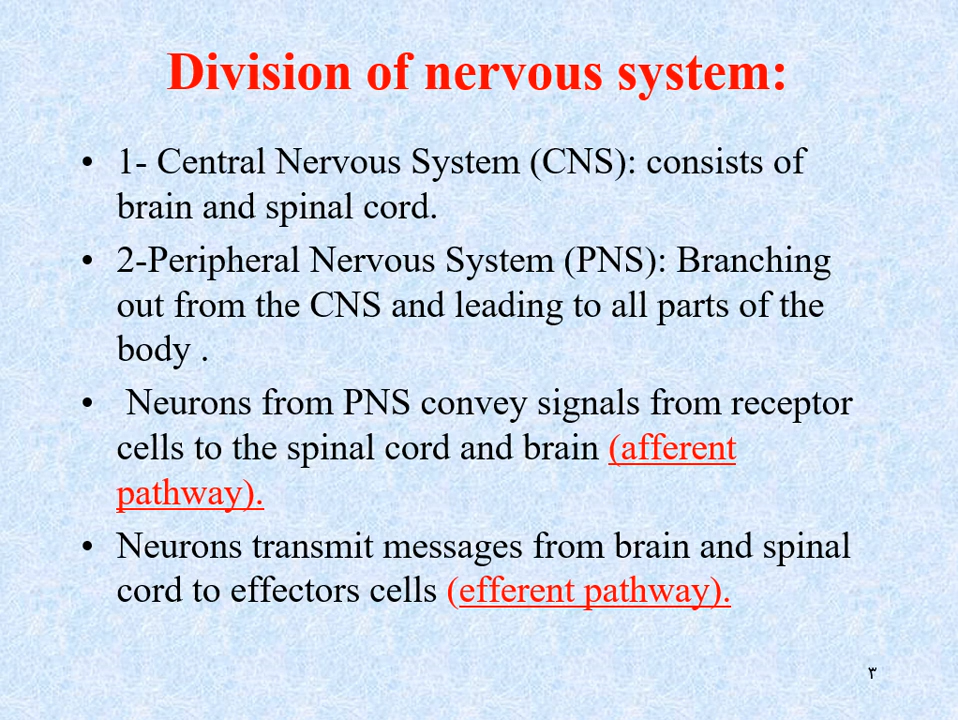 Division of nervous system:
• 1- Central Nervous System (CNS): consists of
brain and spinal cord.
• 2-Peripheral Nervous System (PNS): Branching
out from the CNS and leading to all parts of the
body .
• Neurons from PNS convey signals from receptor
cells to the spinal cord and brain (afferent
pathway).
• Neurons transmit messages from brain and spinal
cord to effectors cells (efferent pathway).
٣